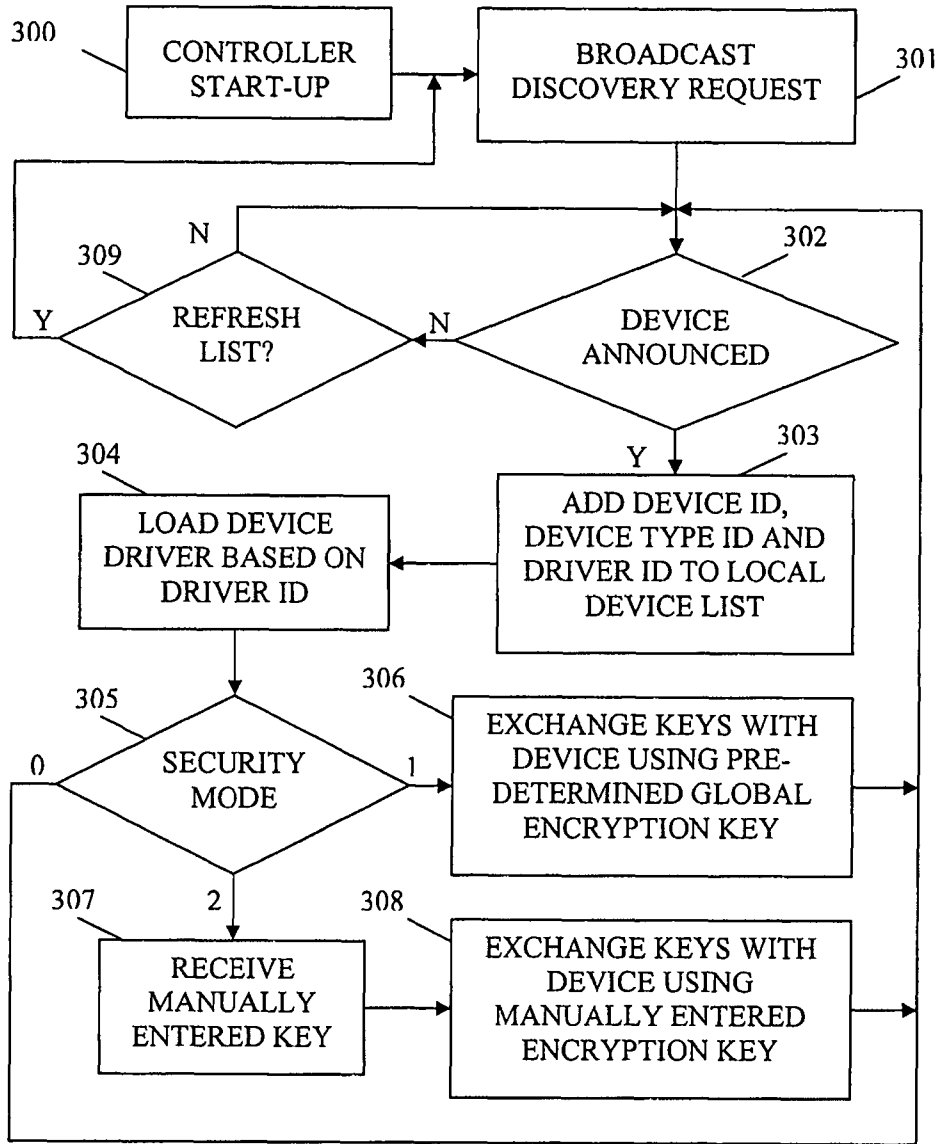 300
CONTROLLER
START-UP
BROADCAST
DISCOVERY REQUEST
301
N
309
302
Y
REFRESH
LIST?
N
DEVICE
ANNOUNCED
304
Y
303
LOAD DEVICE
DRIVER BASED ON
DRIVER ID
ADD DEVICE ID,
DEVICE TYPE ID AND
DRIVER ID TO LOCAL
DEVICE LIST
305
306
0
SECURITY
MODE
1
EXCHANGE KEYS WITH
DEVICE USING PRE-
DETERMINED GLOBAL
ENCRYPTION KEY
307
2
308
RECEIVE
MANUALLY
ENTERED KEY
EXCHANGE KEYS WITH
DEVICE USING
MANUALLY ENTERED
ENCRYPTION KEY